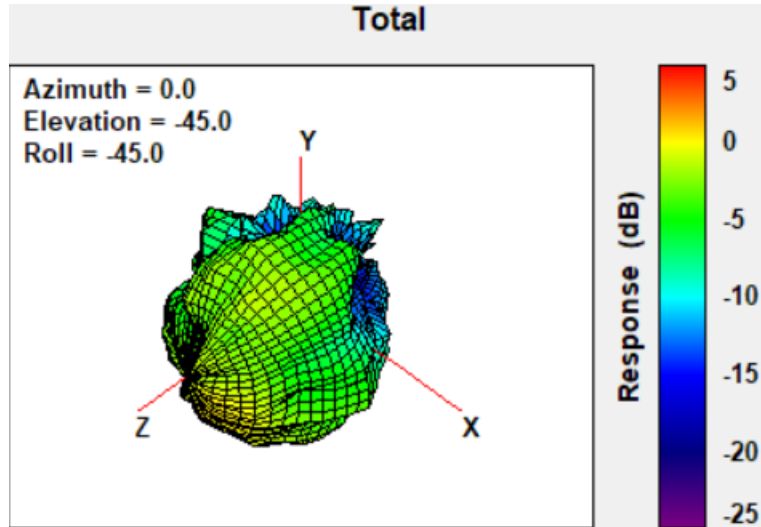 Total
Azimuth = 0.0
Elevation = -45.0
Roll = -45.0
Y
Z
X
Response (dB)
5
0
-5
-10
-15
-20
-25